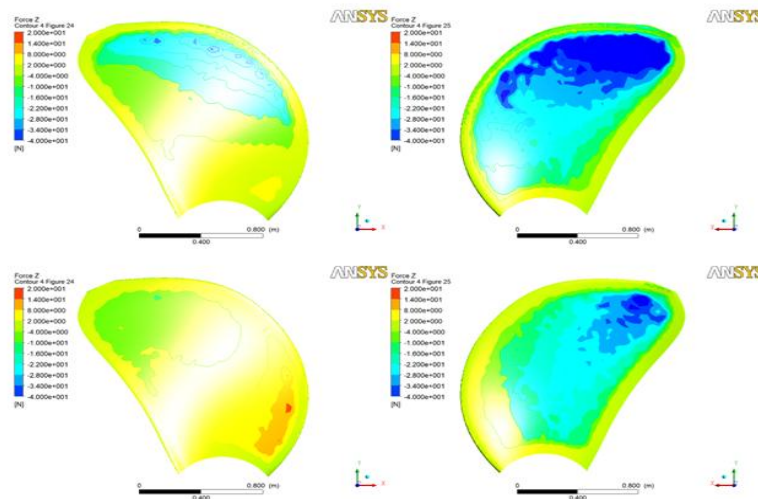 Force Z
Contour 4 Figure 24
2.000e+001
1.400e+001
8.000e+000
2.000e+000
-4.000e+000
-1.000e+001
-1.600e+001
-2.200e+001
-2.800e+001
-3.400e+001
-4.000e+001
[N]
ANSYS
0
0.400
0.800 (m)
Y
X
Force Z
Contour 4 Figure 25
2.000e+001
1.400e+001
8.000e+000
2.000e+000
-4.000e+000
-1.000e+001
-1.600e+001
-2.200e+001
-2.800e+001
-3.400e+001
-4.000e+001
[N]
ANSYS
0
0.400
0.800 (m)
Y
X
Force Z
Contour 4 Figure 24
2.000e+001
1.400e+001
8.000e+000
2.000e+000
-4.000e+000
-1.000e+001
-1.600e+001
-2.200e+001
-2.800e+001
-3.400e+001
-4.000e+001
[N]
ANSYS
0
0.400
0.800 (m)
Y
X
Force Z
Contour 4 Figure 25
2.000e+001
1.400e+001
8.000e+000
2.000e+000
-4.000e+000
-1.000e+001
-1.600e+001
-2.200e+001
-2.800e+001
-3.400e+001
-4.000e+001
[N]
ANSYS
0
0.400
0.800 (m)
Y
X